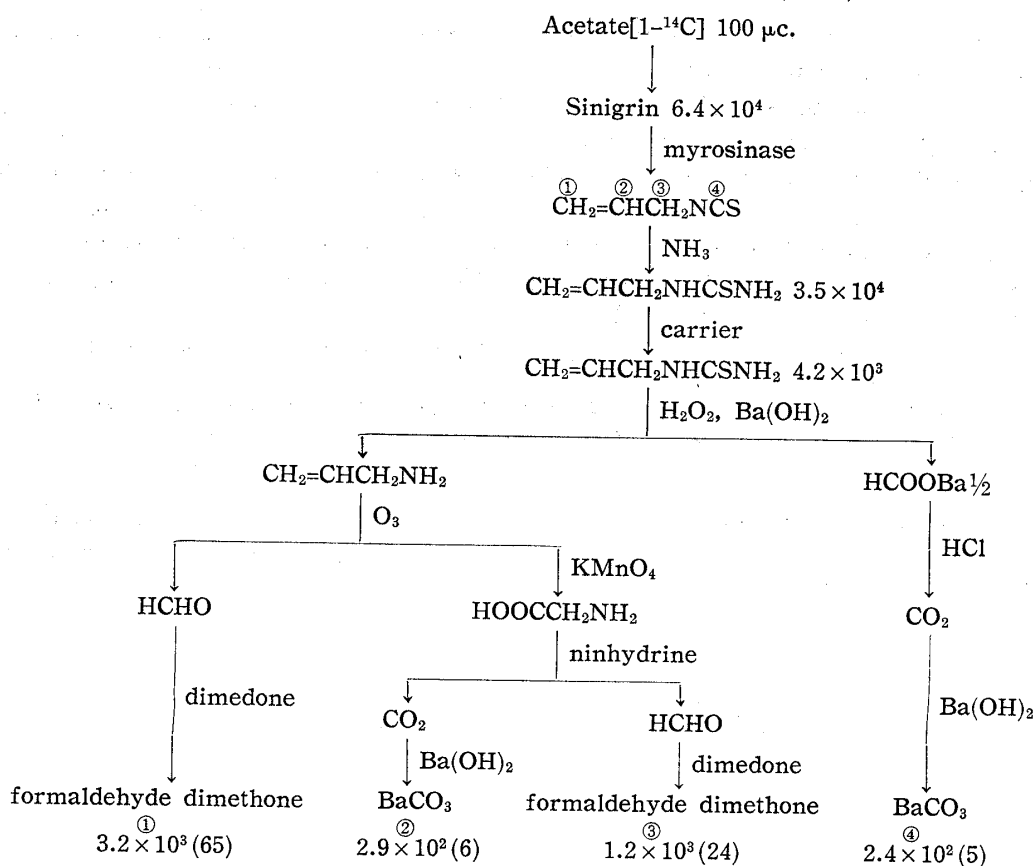 Acetate[1-¹⁴C] 100 μc.
Sinigrin 6.4×10⁴
myrosinase
① ② ③ ④
CH₂=CHCH₂NCS
NH₃
CH₂=CHCH₂NHCSNH₂ 3.5×10⁴
carrier
CH₂=CHCH₂NHCSNH₂ 4.2×10³
H₂O₂, Ba(OH)₂
CH₂=CHCH₂NH₂ HCOOBa½
O₃ HCl
KMnO₄
HCHO HOOCCH₂NH₂ CO₂
ninhydrine
dimedone CO₂ HCHO Ba(OH)₂
Ba(OH)₂ dimedone
formaldehyde dimethone BaCO₃ formaldehyde dimethone BaCO₃
① ② ③ ④
3.2×10³(65) 2.9×10²(6) 1.2×10³(24) 2.4×10²(5)